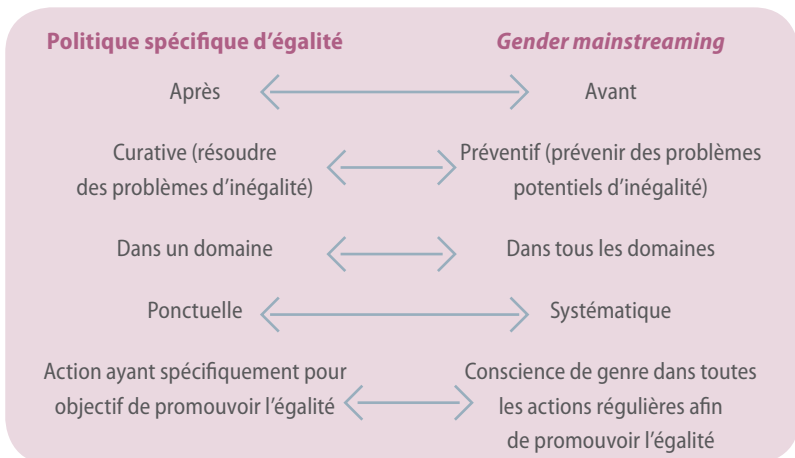 Politique spécifique d’égalité Gender mainstreaming
Après Avant
Curative (résoudre
des problèmes d’inégalité)
Préventif (prévenir des problèmes
potentiels d’inégalité)
Dans un domaine Dans tous les domaines
Ponctuelle Systématique
Action ayant spécifiquement pour
objectif de promouvoir l’égalité
Conscience de genre dans toutes
les actions régulières afin
de promouvoir l’égalité